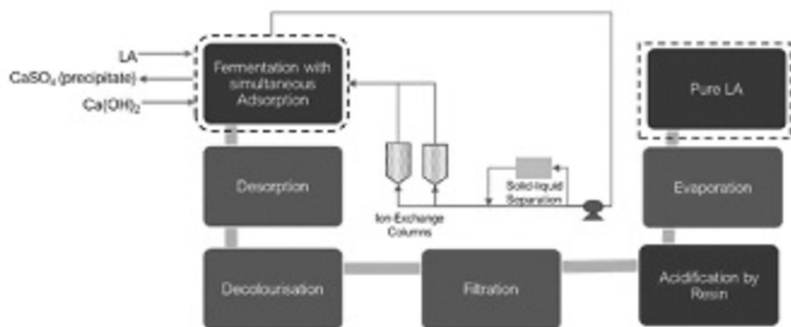 LA
CaSO₄ (precipitate)
Ca(OH)₂
Fermentation with
simultaneous
Adsorption
Pure LA
Desorption
Solid-liquid
Separation
Evaporation
Ion-Exchange
Columns
Decolourisation
Filtration
Acidification by
Resin